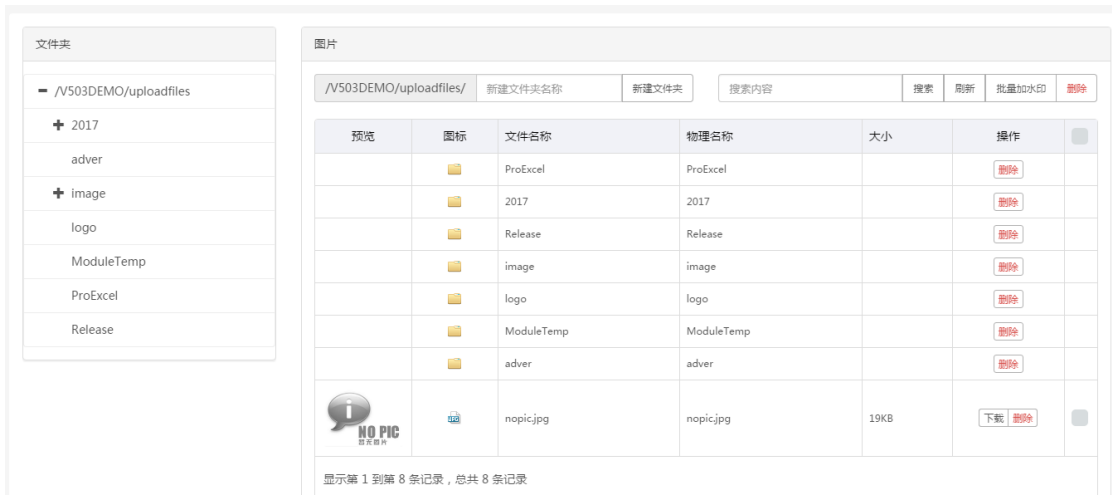 文件夹
/V503DEMO/uploadfiles
2017
adver
image
logo
ModuleTemp
ProExcel
Release
图片
/V503DEMO/uploadfiles/ 新建文件夹名称 新建文件夹 搜索内容 搜索 刷新 批量加水印 删除
预览 图标 文件名称 物理名称 大小 操作
ProExcel ProExcel 删除
2017 2017 删除
Release Release 删除
image image 删除
logo logo 删除
ModuleTemp ModuleTemp 删除
adver adver 删除
NO PIC
暂无图片
nopic.jpg nopic.jpg 19KB 下载 删除
显示第 1 到第 8 条记录，总共 8 条记录